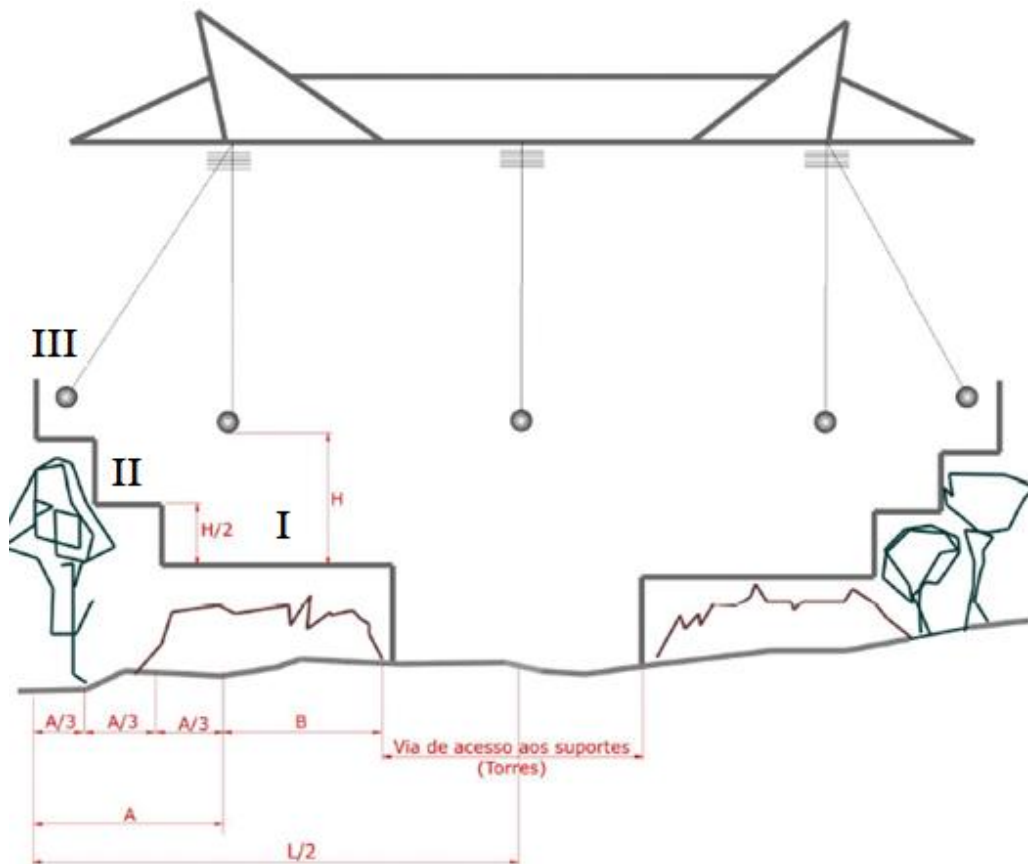 III
II
I
H
H/2
A/3
A/3
A/3
B
Via de acesso aos suportes
(Torres)
A
L/2